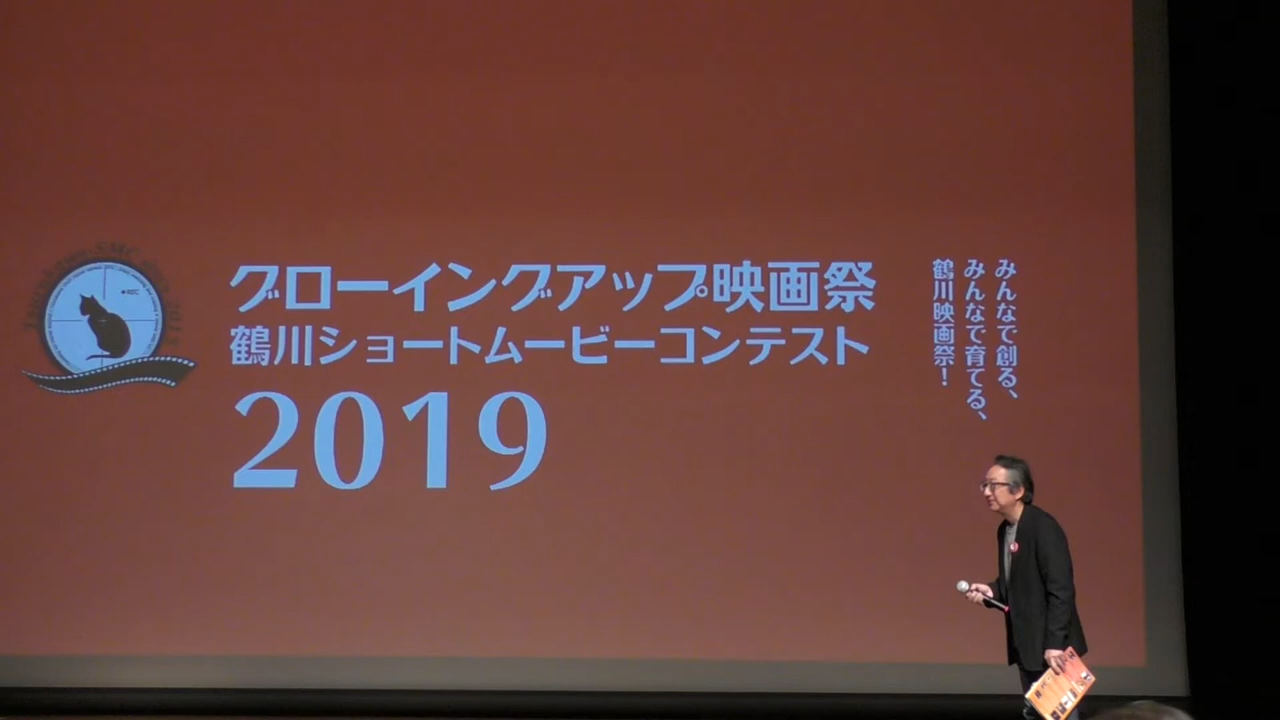 グローイングアップ映画祭
鶴川ショートムービーコンテスト
2019
みんなで創る、
みんなで育てる、
鶴川映画祭!
REC